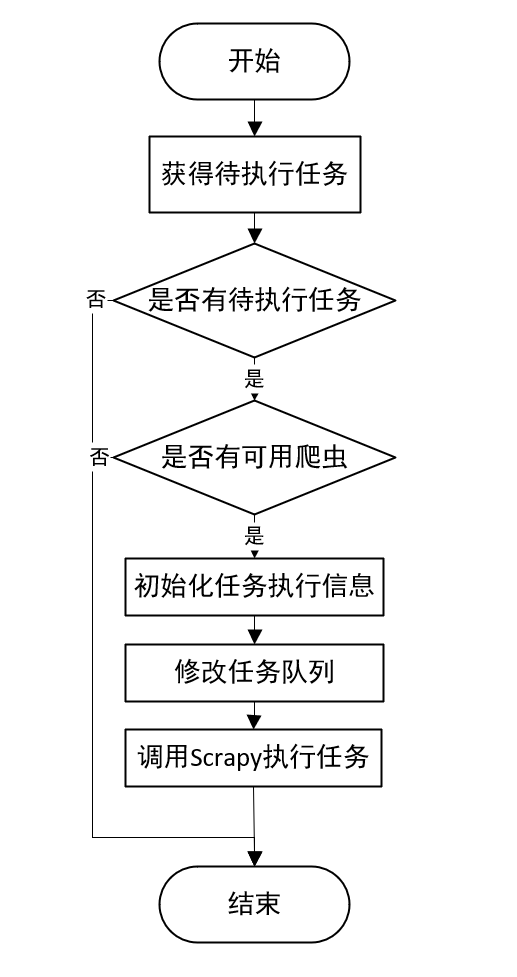 开始
获得待执行任务
否
是否有待执行任务
是
否
是否有可用爬虫
是
初始化任务执行信息
修改任务队列
调用Scrapy执行任务
结束